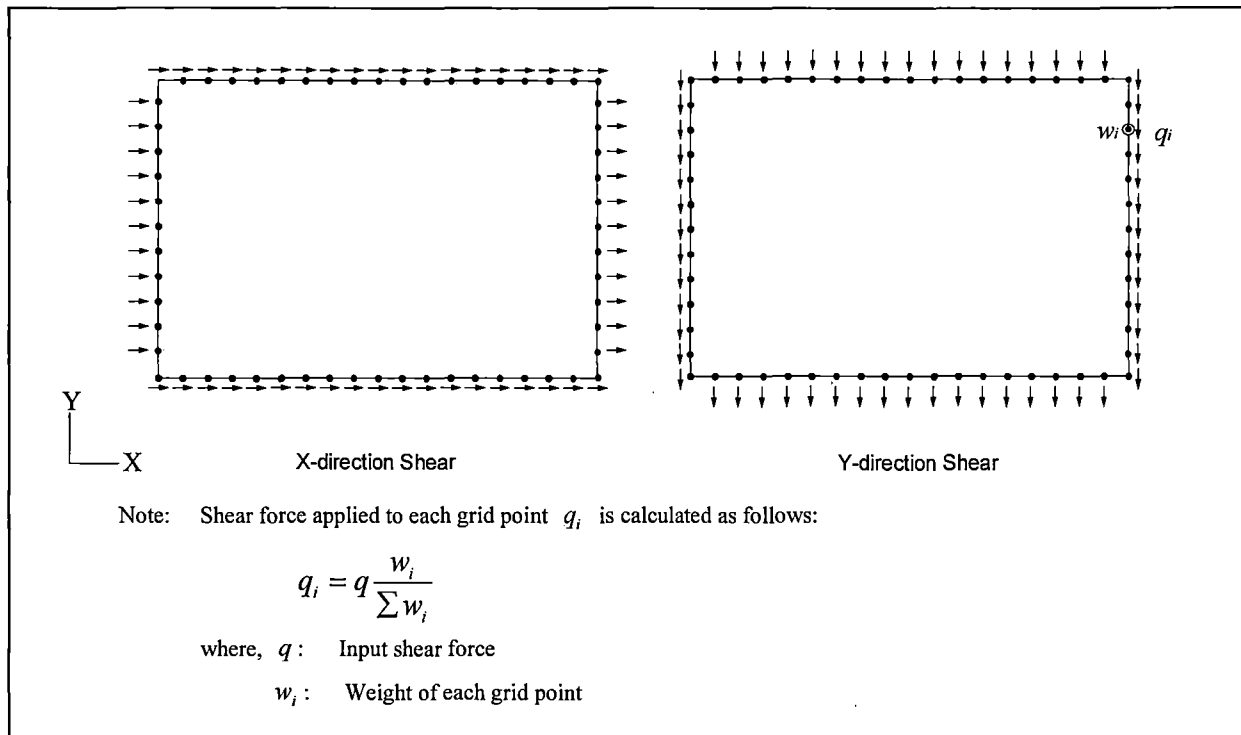 wᵢ qᵢ
Y
X
X-direction Shear Y-direction Shear
Note: Shear force applied to each grid point qᵢ is calculated as follows:
qᵢ = q wᵢ / ∑ wᵢ
where, q : Input shear force
wᵢ : Weight of each grid point